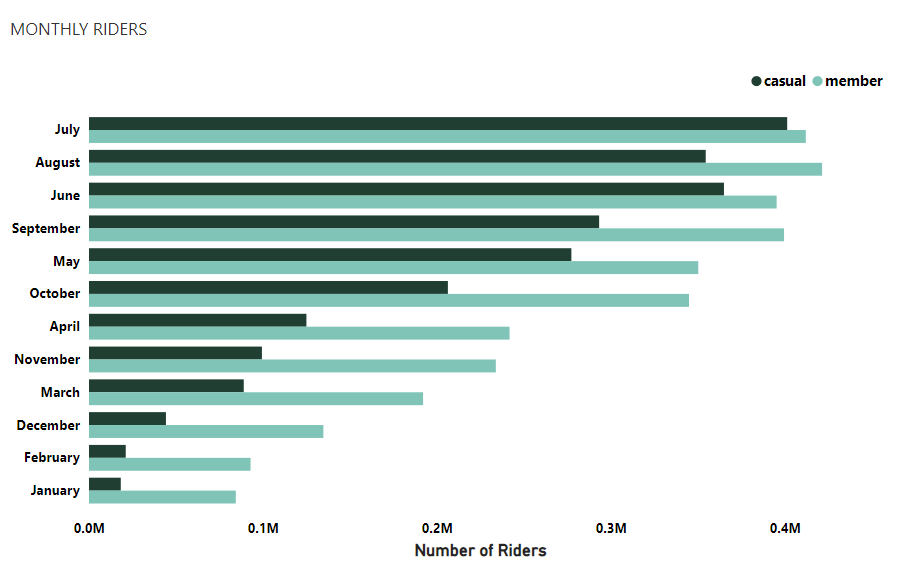 MONTHLY RIDERS
casual member
July
August
June
September
May
October
April
November
March
December
February
January
0.0M 0.1M 0.2M 0.3M 0.4M
Number of Riders